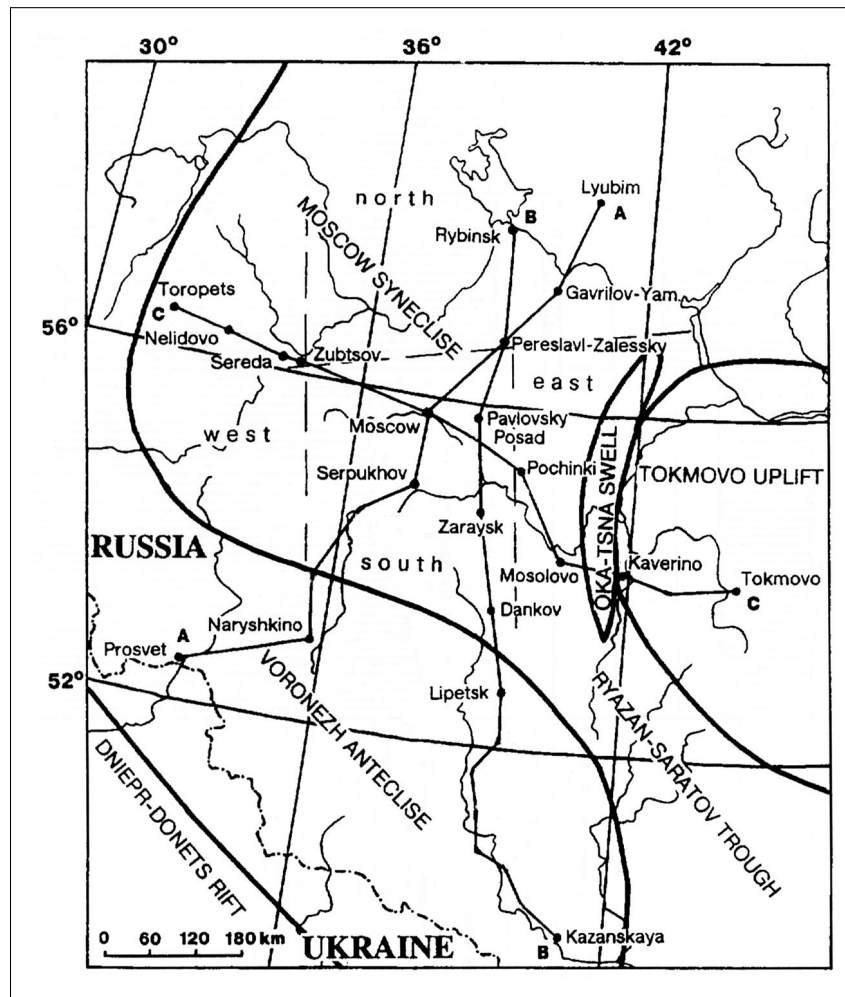 30° 36° 42°
north
Lyubim
A
B
Rybinsk
MOSCOW SYNECLISE
Toropets
C
Gavrilov-Yam
56°
Nelidovo
Sereda
Zubtsov
Pereslavl-Zalessky
east
west
Moscow
Pavlovsky
Posad
Pochinki
OKA-TSNA SWELL
TOKMOVO UPLIFT
Serpukhov
Zaraysk
RUSSIA
south
Mosolovo
Kaverino
Tokmovo
C
Dankov
Naryshkino
A
Prosvet
52°
Lipetsk
VORONEZH ANTECLISE
RYAZAN-SARATOV TROUGH
DNIEPR-DONETS RIFT
0 60 120 180 km
UKRAINE
B
Kazanskaya